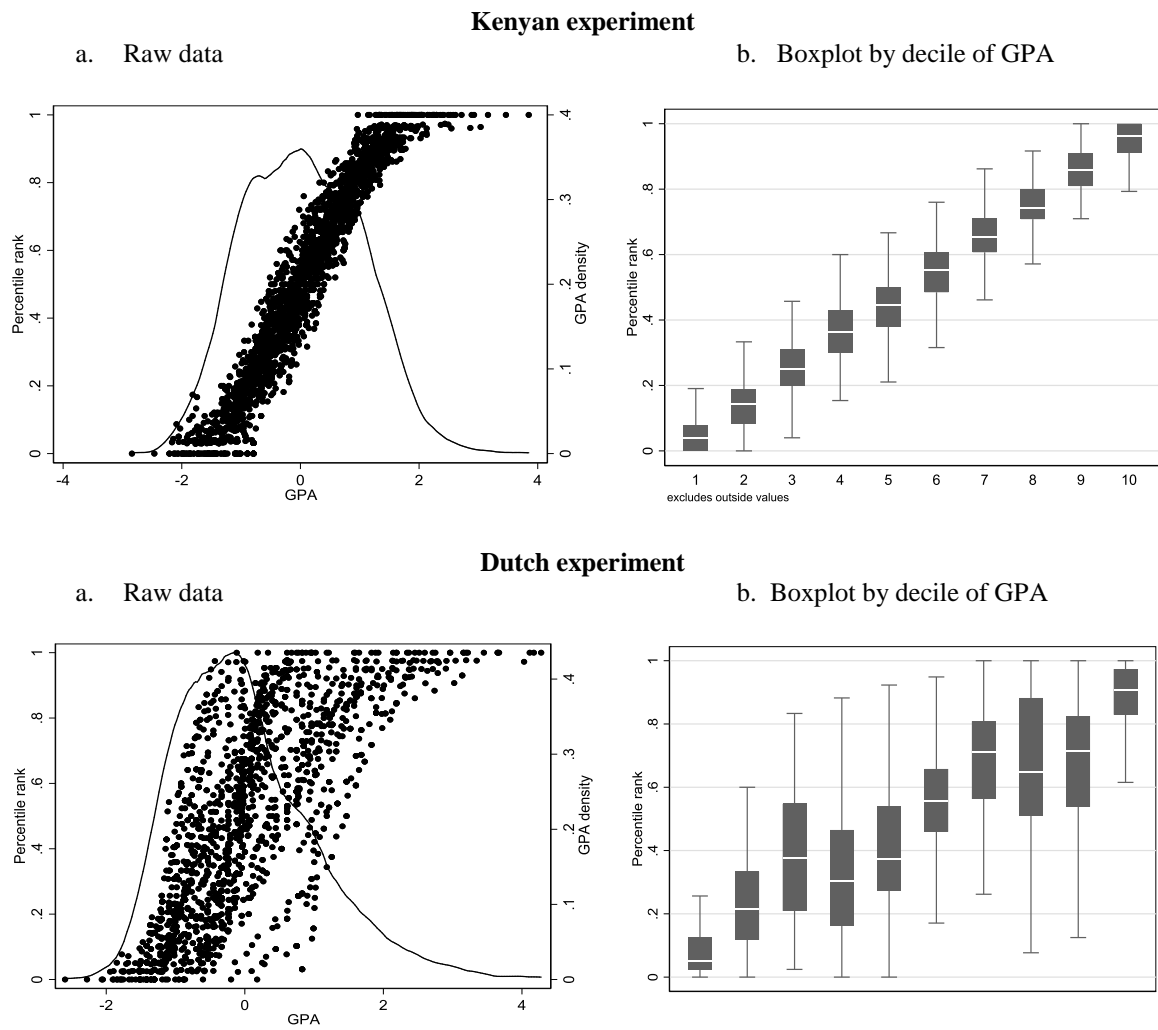 Kenyan experiment
a. Raw data
b. Boxplot by decile of GPA
Percentile rank
0 .2 .4 .6 .8 1
GPA density
0 .1 .2 .3 .4
-4 -2 0 2 4
GPA
Percentile rank
0 .2 .4 .6 .8 1
1 2 3 4 5 6 7 8 9 10
excludes outside values
Dutch experiment
a. Raw data
b. Boxplot by decile of GPA
Percentile rank
0 .2 .4 .6 .8 1
GPA density
0 .1 .2 .3 .4
-2 0 2 4
GPA
Percentile rank
0 .2 .4 .6 .8 1